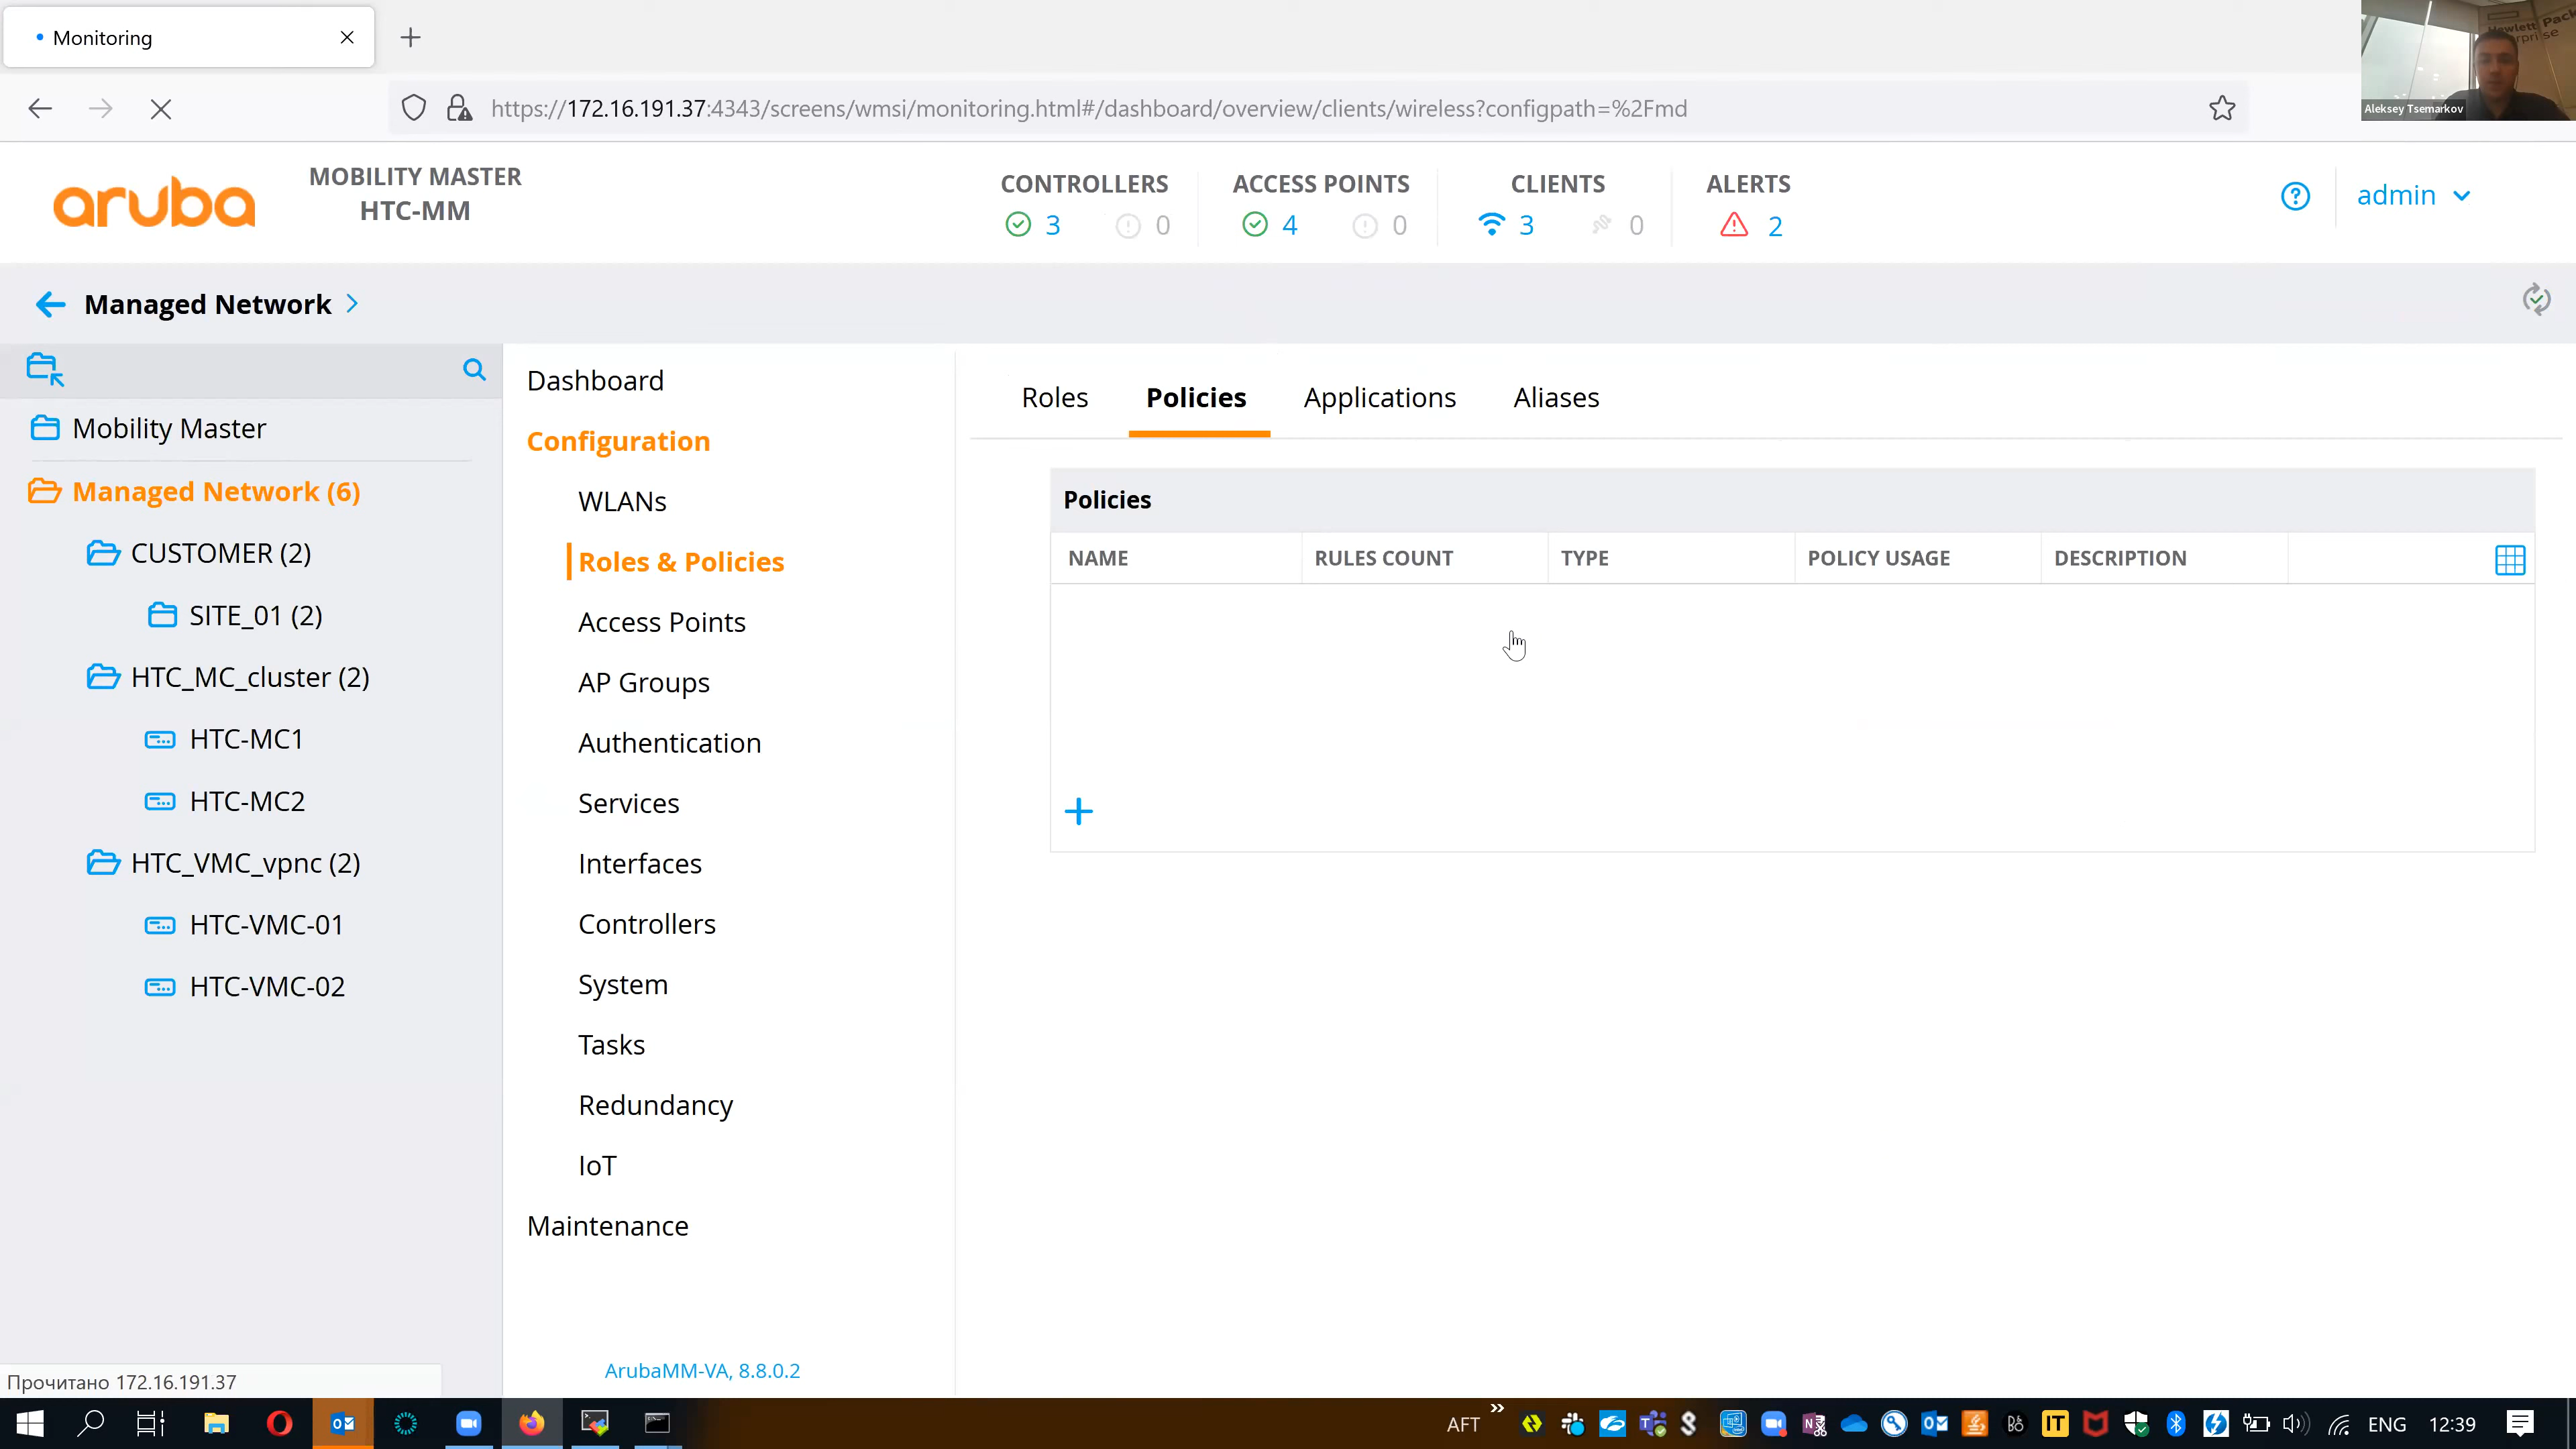 Monitoring
https://172.16.191.37:4343/screens/wmsi/monitoring.html#/dashboard/overview/clients/wireless?configpath=%2Fmd
Hewlett Pack
erprise
Aleksey Tsemarkov
aruba
MOBILITY MASTER
HTC-MM
CONTROLLERS
3 0
ACCESS POINTS
4 0
CLIENTS
3 0
ALERTS
2
admin
Managed Network
Mobility Master
Managed Network (6)
CUSTOMER (2)
SITE_01 (2)
HTC_MC_cluster (2)
HTC-MC1
HTC-MC2
HTC_VMC_vpnc (2)
HTC-VMC-01
HTC-VMC-02
Dashboard
Configuration
WLANs
Roles & Policies
Access Points
AP Groups
Authentication
Services
Interfaces
Controllers
System
Tasks
Redundancy
IoT
Maintenance
ArubaMM-VA, 8.8.0.2
Roles Policies Applications Aliases
Policies
NAME RULES COUNT TYPE POLICY USAGE DESCRIPTION
Прочитано 172.16.191.37
AFT
IT
ENG 12:39